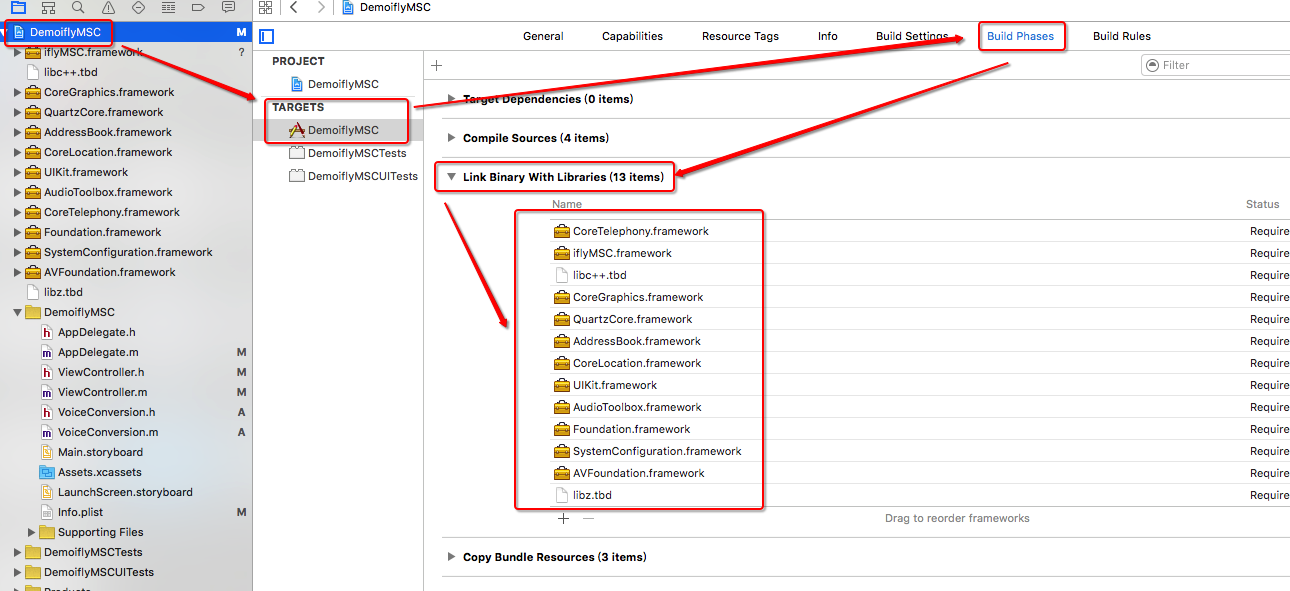 DemoiflyMSC
General
Capabilities
Resource Tags
Info
Build Settings
Build Phases
Build Rules
DemoiflyMSC M
iflyMSC.framework ?
libc++.tbd
CoreGraphics.framework
QuartzCore.framework
AddressBook.framework
CoreLocation.framework
UIKit.framework
AudioToolbox.framework
CoreTelephony.framework
Foundation.framework
SystemConfiguration.framework
AVFoundation.framework
libz.tbd
DemoiflyMSC
h AppDelegate.h
m AppDelegate.m M
h ViewController.h M
m ViewController.m M
h VoiceConversion.h A
m VoiceConversion.m A
Main.storyboard
Assets.xcassets
LaunchScreen.storyboard
Info.plist M
Supporting Files
DemoiflyMSCTests
DemoiflyMSCUITests
Products
PROJECT
DemoiflyMSC
TARGETS
DemoiflyMSC
DemoiflyMSCTests
DemoiflyMSCUITests
Filter
Target Dependencies (0 items)
Compile Sources (4 items)
Link Binary With Libraries (13 items)
Name Status
CoreTelephony.framework Require
iflyMSC.framework Require
libc++.tbd Require
CoreGraphics.framework Require
QuartzCore.framework Require
AddressBook.framework Require
CoreLocation.framework Require
UIKit.framework Require
AudioToolbox.framework Require
Foundation.framework Require
SystemConfiguration.framework Require
AVFoundation.framework Require
libz.tbd Require
Drag to reorder frameworks
Copy Bundle Resources (3 items)